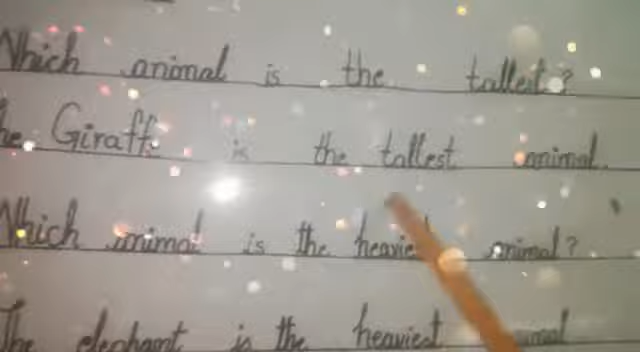 Which animal is the tallest?
he Giraffe is the tallest animal.
Which animal is the animal?
The elephant is the heaviest